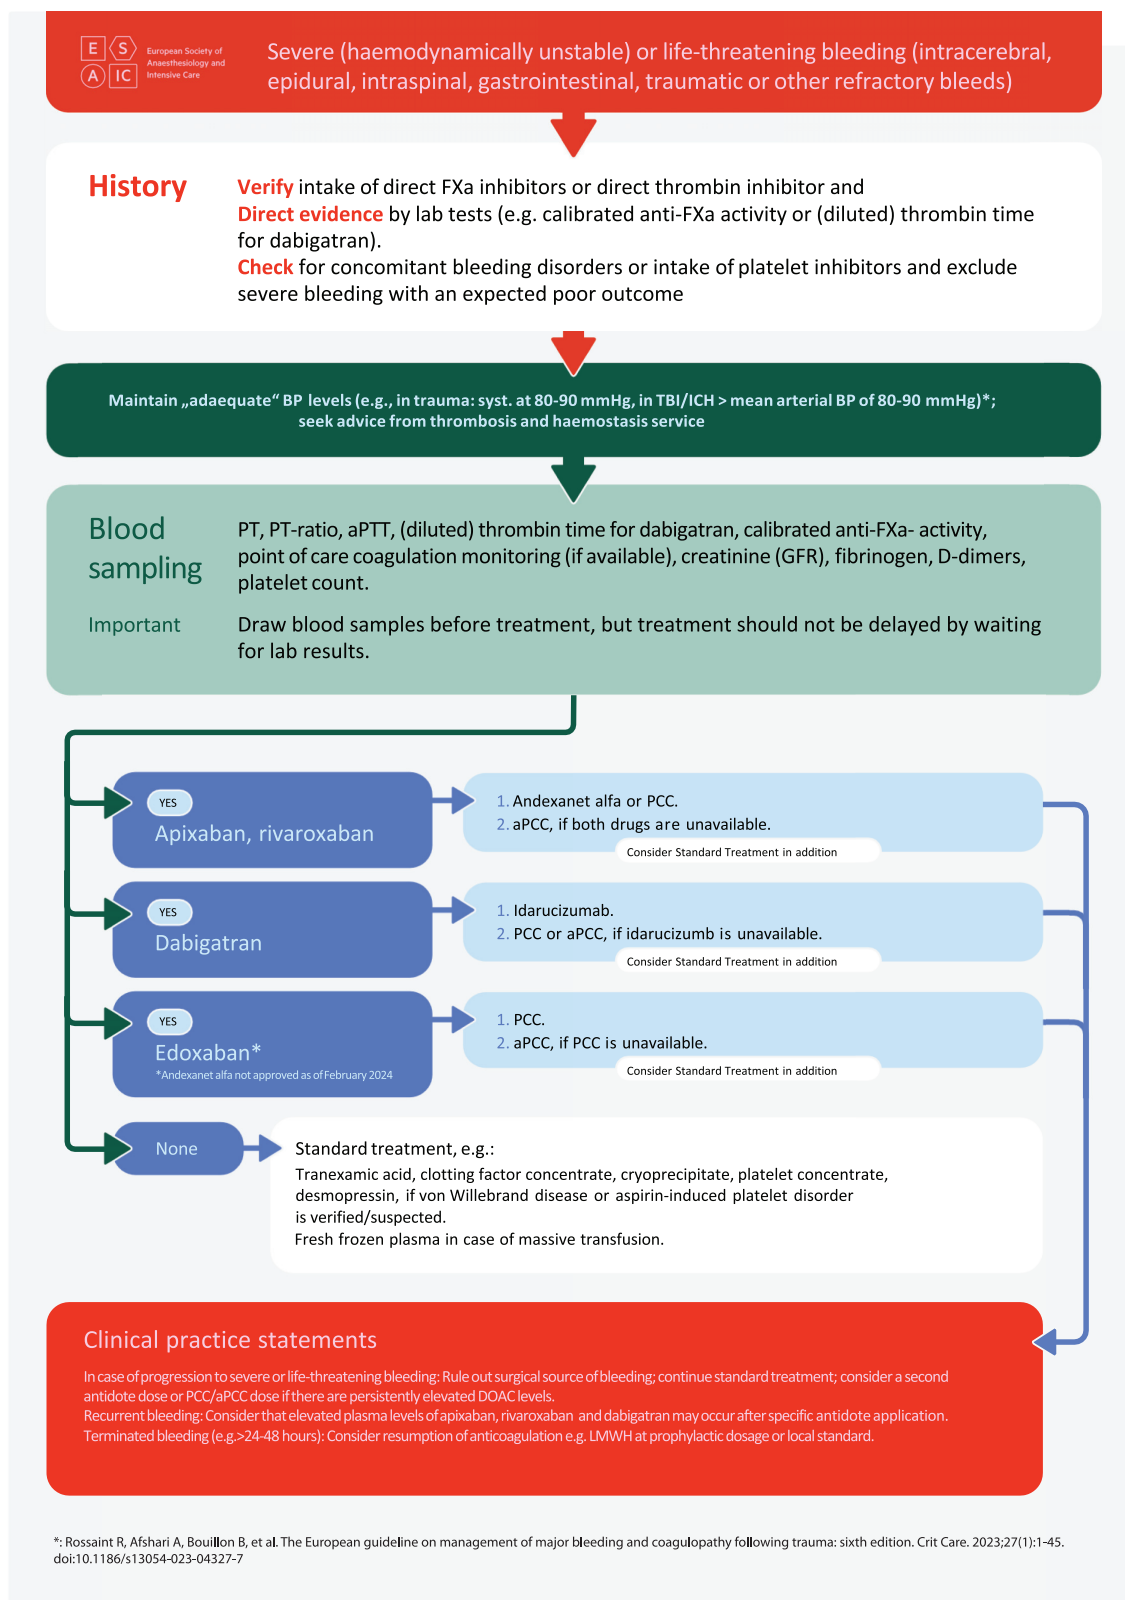 E S
A IC
European Society of
Anaesthesiology and
Intensive Care
Severe (haemodynamically unstable) or life-threatening bleeding (intracerebral,
epidural, intraspinal, gastrointestinal, traumatic or other refractory bleeds)
History
Verify intake of direct FXa inhibitors or direct thrombin inhibitor and
Direct evidence by lab tests (e.g. calibrated anti-FXa activity or (diluted) thrombin time
for dabigatran).
Check for concomitant bleeding disorders or intake of platelet inhibitors and exclude
severe bleeding with an expected poor outcome
Maintain „adaequate“ BP levels (e.g., in trauma: syst. at 80-90 mmHg, in TBI/ICH > mean arterial BP of 80-90 mmHg)*;
seek advice from thrombosis and haemostasis service
Blood
sampling
PT, PT-ratio, aPTT, (diluted) thrombin time for dabigatran, calibrated anti-FXa- activity,
point of care coagulation monitoring (if available), creatinine (GFR), fibrinogen, D-dimers,
platelet count.
Important
Draw blood samples before treatment, but treatment should not be delayed by waiting
for lab results.
YES
Apixaban, rivaroxaban
1. Andexanet alfa or PCC.
2. aPCC, if both drugs are unavailable.
Consider Standard Treatment in addition
YES
Dabigatran
1. Idarucizumab.
2. PCC or aPCC, if idarucizumb is unavailable.
Consider Standard Treatment in addition
YES
Edoxaban*
*Andexanet alfa not approved as of February 2024
1. PCC.
2. aPCC, if PCC is unavailable.
Consider Standard Treatment in addition
None
Standard treatment, e.g.:
Tranexamic acid, clotting factor concentrate, cryoprecipitate, platelet concentrate,
desmopressin, if von Willebrand disease or aspirin-induced platelet disorder
is verified/suspected.
Fresh frozen plasma in case of massive transfusion.
Clinical practice statements
In case of progression to severe or life-threatening bleeding: Rule out surgical source of bleeding; continue standard treatment; consider a second
antidote dose or PCC/aPCC dose if there are persistently elevated DOAC levels.
Recurrent bleeding: Consider that elevated plasma levels of apixaban, rivaroxaban and dabigatran may occur after specific antidote application.
Terminated bleeding (e.g.>24-48 hours): Consider resumption of anticoagulation e.g. LMWH at prophylactic dosage or local standard.
*: Rossaint R, Afshari A, Bouillon B, et al. The European guideline on management of major bleeding and coagulopathy following trauma: sixth edition. Crit Care. 2023;27(1):1-45.
doi:10.1186/s13054-023-04327-7